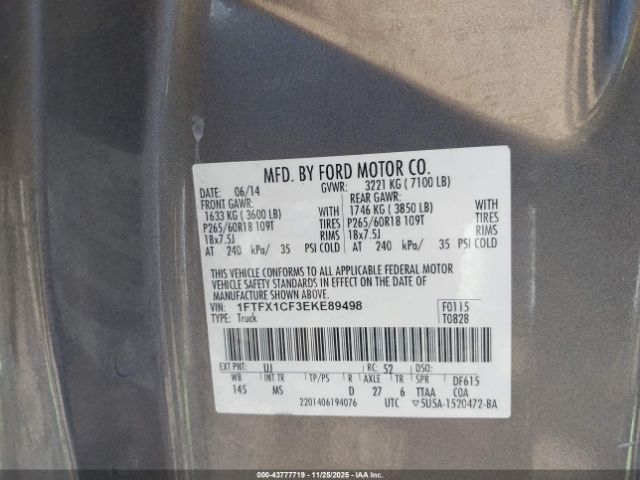 MFD. BY FORD MOTOR CO.
DATE: 06/14 GVWR: 3221 KG ( 7100 LB)
FRONT GAWR: REAR GAWR:
1633 KG ( 3600 LB) WITH 1746 KG ( 3850 LB) WITH
P265/60R18 109T TIRES P265/60R18 109T TIRES
18x7.5J RIMS 18x7.5J RIMS
AT 240 kPa/ 35 PSI COLD AT 240 kPa/ 35 PSI COLD
THIS VEHICLE CONFORMS TO ALL APPLICABLE FEDERAL MOTOR
VEHICLE SAFETY STANDARDS IN EFFECT ON THE DATE OF
MANUFACTURE SHOWN ABOVE.
VIN: 1FTFX1CF3EKE89498 F0115
TYPE: Truck T082B
EXT PNT: UJ RC: 52 DSO:
WB INT TR TP/PS R AXLE TR SPR DF615
145 MS D 27 6 TTAA COA
2201406194076 UTC ▽5U5A-1520472-BA
000-43777719 | 11/25/2025 | Copart, Inc.